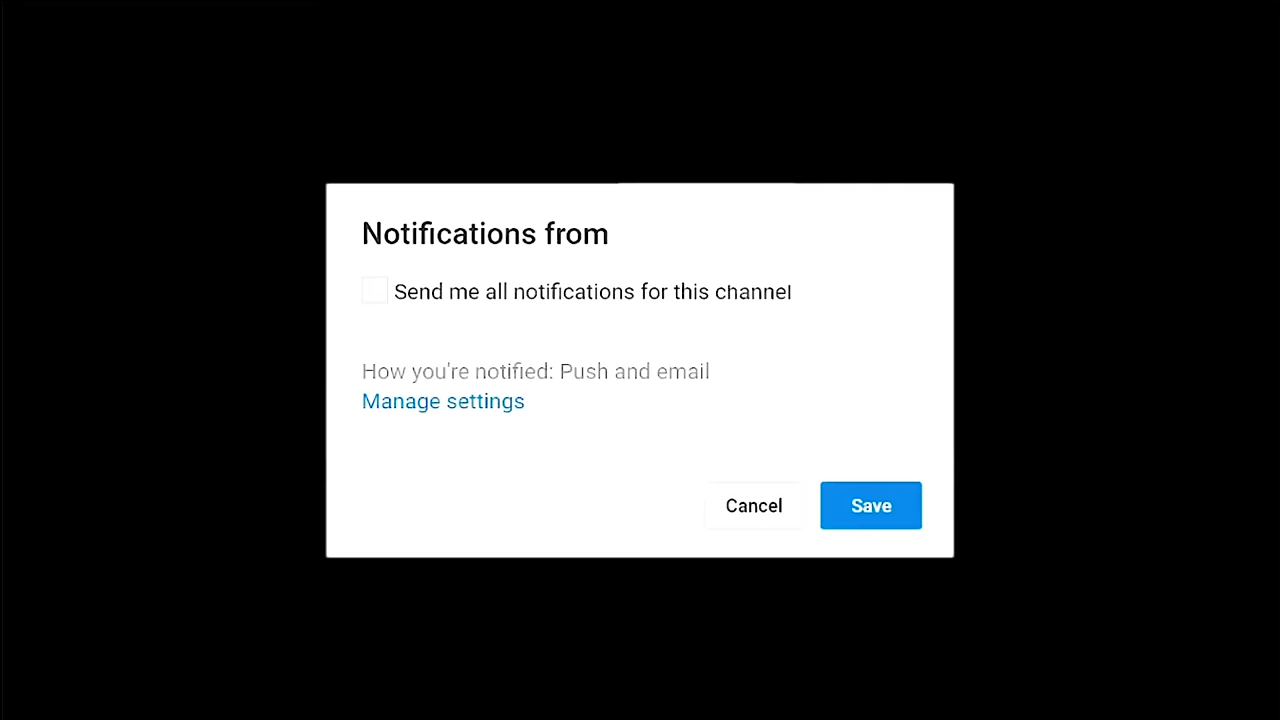 Notifications from
Send me all notifications for this channel
How you're notified: Push and email
Manage settings
Cancel
Save